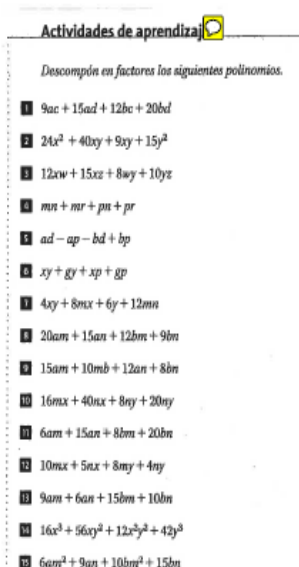 Actividades de aprendizaj
Descompón en factores los siguientes polinomios.
1 9ac + 15ad + 12bc + 20bd
2 24x² + 40xy + 9xy + 15y²
3 12xw + 15xz + 8wy + 10yz
4 mn + mr + pn + pr
5 ad – ap – bd + bp
6 xy + gy + xp + gp
7 4xy + 8mx + 6y + 12mn
8 20am + 15an + 12bm + 9bn
9 15am + 10mb + 12an + 8bn
10 16mx + 40nx + 8ny + 20ny
11 6am + 15an + 8bm + 20bn
12 10mx + 5nx + 8my + 4ny
13 9am + 6an + 15bm + 10bn
14 16x³ + 56xy² + 12x²y² + 42y³
15 6am² + 9an + 10bm² + 15bn